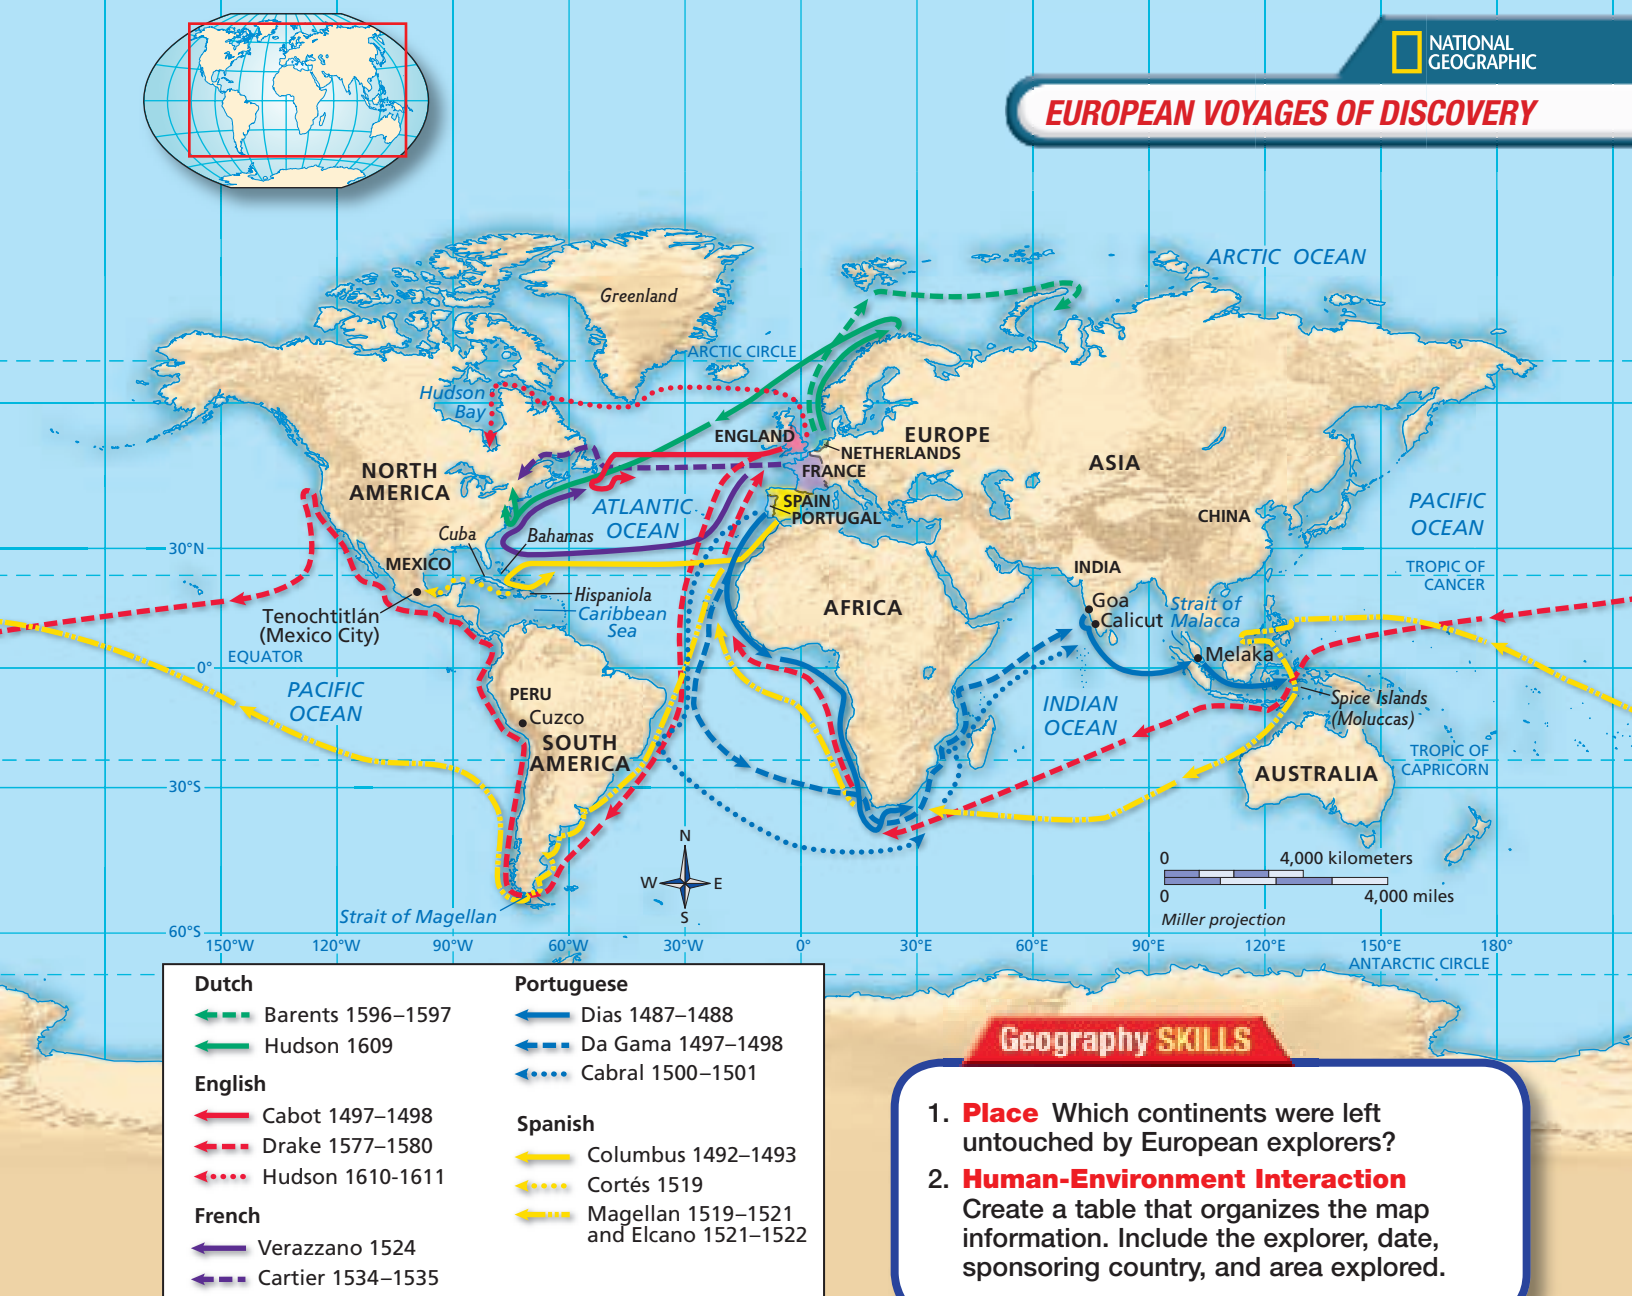 NATIONAL
GEOGRAPHIC
EUROPEAN VOYAGES OF DISCOVERY
ARCTIC OCEAN
Greenland
ARCTIC CIRCLE
Hudson
Bay
ENGLAND
EUROPE
NETHERLANDS
FRANCE
ASIA
NORTH
AMERICA
SPAIN
PORTUGAL
ATLANTIC
OCEAN
PACIFIC
OCEAN
CHINA
Cuba
Bahamas
30°N
MEXICO
INDIA
TROPIC OF
CANCER
Hispaniola
AFRICA
Goa
Strait of
Malacca
Calicut
Tenochtitlán
(Mexico City)
Caribbean
Sea
EQUATOR
0°
Melaka
PACIFIC
OCEAN
PERU
Cuzco
INDIAN
OCEAN
Spice Islands
(Moluccas)
SOUTH
AMERICA
TROPIC OF
CAPRICORN
AUSTRALIA
30°S
N
W
E
S
0
4,000 kilometers
0
4,000 miles
Miller projection
Strait of Magellan
60°S
150°W
120°W
90°W
60°W
30°W
0°
30°E
60°E
90°E
120°E
150°E
180°
ANTARCTIC CIRCLE
Dutch
Barents 1596–1597
Hudson 1609
English
Cabot 1497–1498
Drake 1577–1580
Hudson 1610-1611
French
Verazzano 1524
Cartier 1534–1535
Portuguese
Dias 1487–1488
Da Gama 1497–1498
Cabral 1500–1501
Spanish
Columbus 1492–1493
Cortés 1519
Magellan 1519–1521
and Elcano 1521–1522
Geography SKILLS
1. Place Which continents were left
untouched by European explorers?
2. Human-Environment Interaction
Create a table that organizes the map
information. Include the explorer, date,
sponsoring country, and area explored.